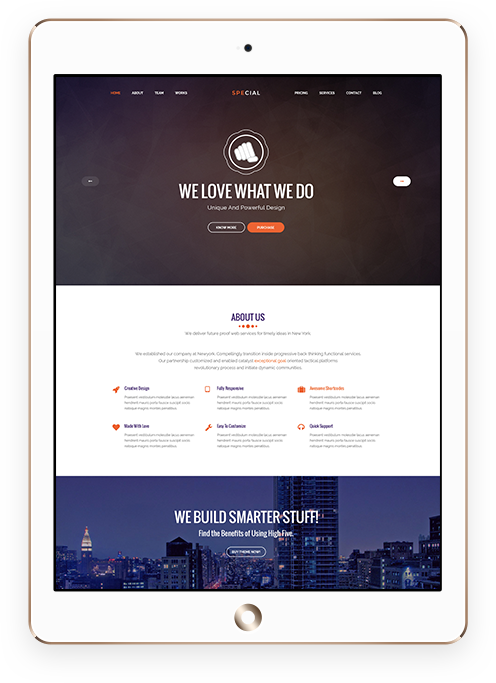 HOME ABOUT TEAM WORKS SPECIAL PRICING SERVICES CONTACT BLOG
WE LOVE WHAT WE DO
Unique And Powerful Design
KNOW MORE PURCHASE
ABOUT US
We deliver future proof web services for timely ideas in New York.
We established our company at Newyork. Competingly transition inside progressive back thinking functional services.
Our partnership customized and enabled catalyst exceptional goal oriented tactical platforms
revolutionary process and initiate dynamic communities.
Creative Design Fully Responsive Awesome Shortcodes
Praesent vestibulum molestie lacus aenonean Praesent vestibulum molestie lacus aenonean Praesent vestibulum molestie lacus aenonean
hendrerit mauris porta fusce suscipit varius hendrerit mauris porta fusce suscipit varius hendrerit mauris porta fusce suscipit varius
natoque magnis montes penatibus. natoque magnis montes penatibus. natoque magnis montes penatibus.
Made With Love Easy To Customize Quick Support
Praesent vestibulum molestie lacus aenonean Praesent vestibulum molestie lacus aenonean Praesent vestibulum molestie lacus aenonean
hendrerit mauris porta fusce suscipit varius hendrerit mauris porta fusce suscipit varius hendrerit mauris porta fusce suscipit varius
natoque magnis montes penatibus. natoque magnis montes penatibus. natoque magnis montes penatibus.
WE BUILD SMARTER STUFF!
Find the Benefits of Using High Five.
BUY THEME NOW!